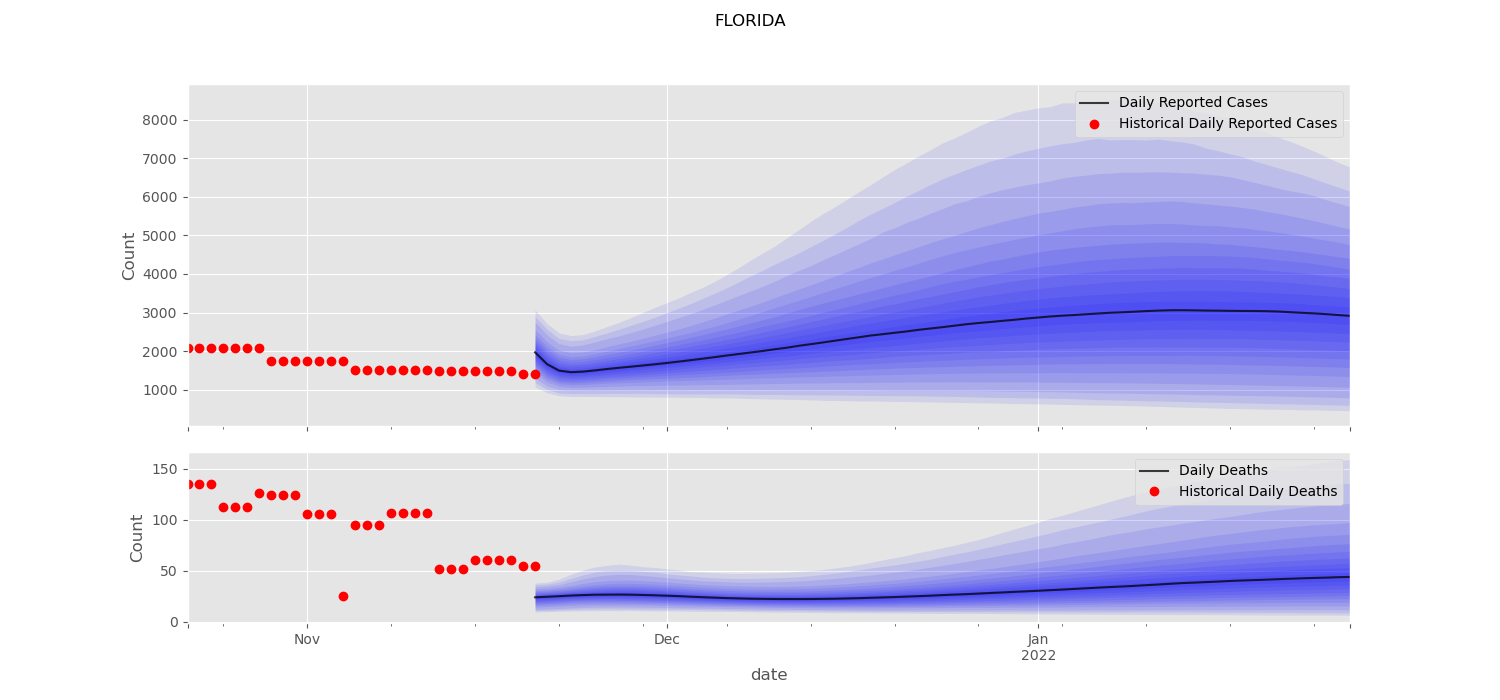 FLORIDA
Daily Reported Cases
Historical Daily Reported Cases
8000
7000
6000
5000
4000
3000
2000
1000
Count
Daily Deaths
Historical Daily Deaths
150
100
50
0
Count
Nov
Dec
Jan
2022
date